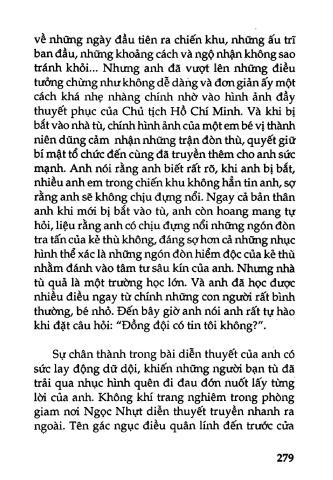 về những ngày đầu tiên ra chiến khu, những ấu trĩ
ban đầu, những khoảng cách và ngộ nhận không sao
tránh khỏi... Nhưng anh đã vượt lên những điều
tưởng chừng như không dễ dàng và đơn giản ấy một
cách khá nhẹ nhàng chính nhờ vào hình ảnh đầy
thuyết phục của Chủ tịch Hồ Chí Minh. Và khi bị
bắt vào nhà tù, chính hình ảnh của một em bé vị thành
niên dũng cảm nhận những trận đòn thù, quyết giữ
bí mật tổ chức đến cùng đã truyền thêm cho anh sức
mạnh. Anh nói rằng anh biết rất rõ, khi anh bị bắt,
nhiều anh em trong chiến khu không hẳn tin anh, sợ
rằng anh sẽ không chịu đựng nổi. Ngay cả bản thân
anh khi mới bị bắt vào tù, anh còn hoang mang tự
hỏi, liệu rằng anh có chịu đựng nổi những ngón đòn
tra tấn của kẻ thù không, đáng sợ hơn cả những nhục
hình thể xác là những ngón đòn hiểm độc của kẻ thù
nhằm đánh vào tâm tư sâu kín của anh. Nhưng nhà
tù quả là một trường học lớn. Và anh đã học được
nhiều điều ngay từ chính những con người rất bình
thường, bé nhỏ. Đến bây giờ anh nói anh rất tự hào
khi đặt câu hỏi: “Đồng đội có tin tôi không?”.
Sự chân thành trong bài diễn thuyết của anh có
sức lay động dữ dội, khiến những người bạn tù đã
trải qua nhục hình quên đi đau đớn nuốt lấy từng
lời của anh. Không khí trang nghiêm trong phòng
giam nơi Ngọc Nhựt diễn thuyết truyền nhanh ra
ngoài. Tên gác ngục điều quân lính đến trước cửa
279